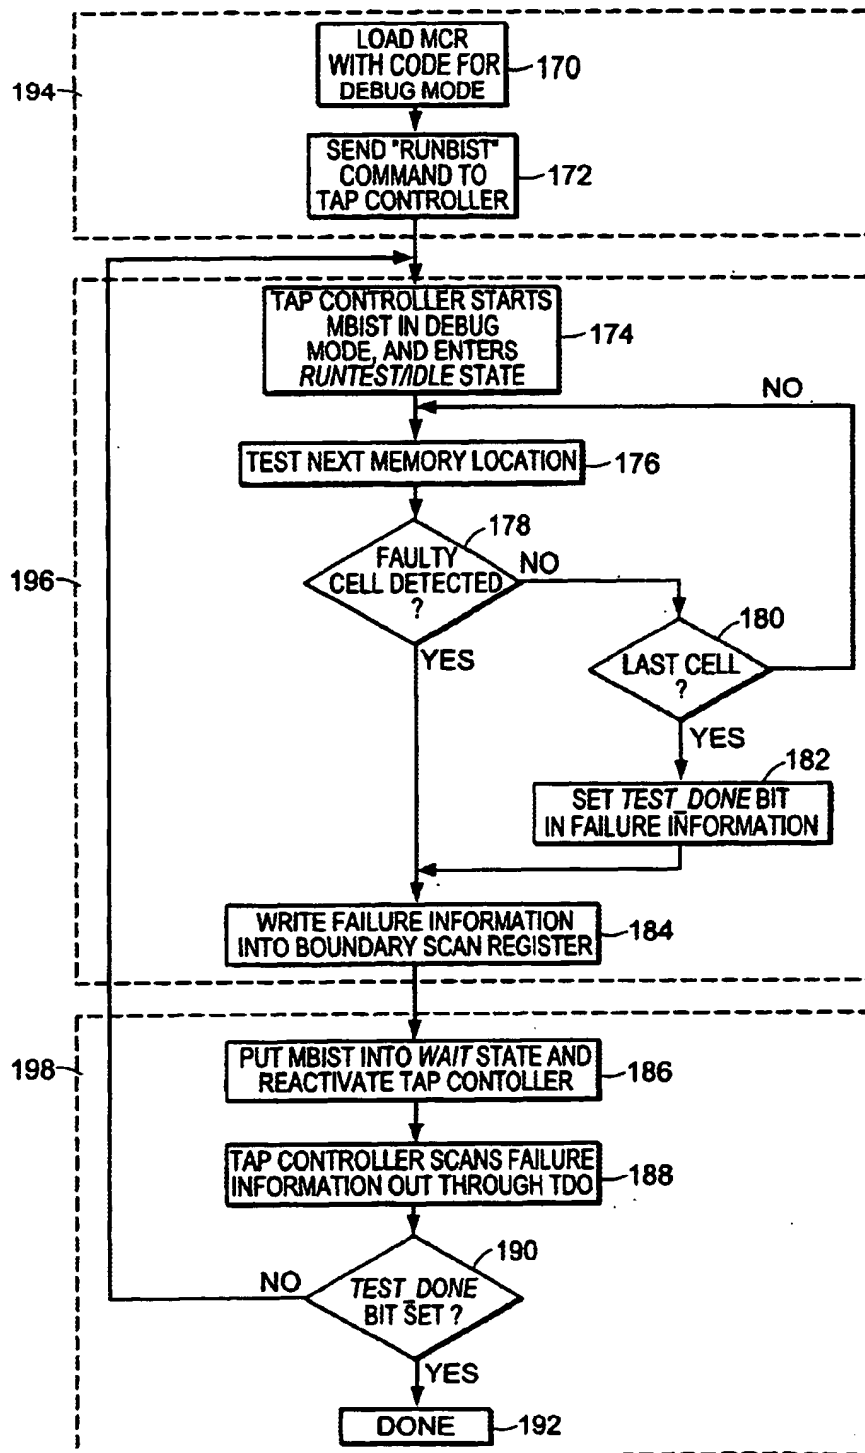 LOAD MCR
WITH CODE FOR
DEBUG MODE
170
194
SEND "RUNBIST"
COMMAND TO
TAP CONTROLLER
172
TAP CONTROLLER STARTS
MBIST IN DEBUG
MODE, AND ENTERS
RUNTEST/IDLE STATE
174
NO
TEST NEXT MEMORY LOCATION
176
178
FAULTY
CELL DETECTED
?
NO
196
180
YES
LAST CELL
?
YES
182
SET TEST_DONE BIT
IN FAILURE INFORMATION
WRITE FAILURE INFORMATION
INTO BOUNDARY SCAN REGISTER
184
198
PUT MBIST INTO WAIT STATE AND
REACTIVATE TAP CONTOLLER
186
TAP CONTROLLER SCANS FAILURE
INFORMATION OUT THROUGH TDO
188
190
NO
TEST_DONE
BIT SET ?
YES
DONE
192